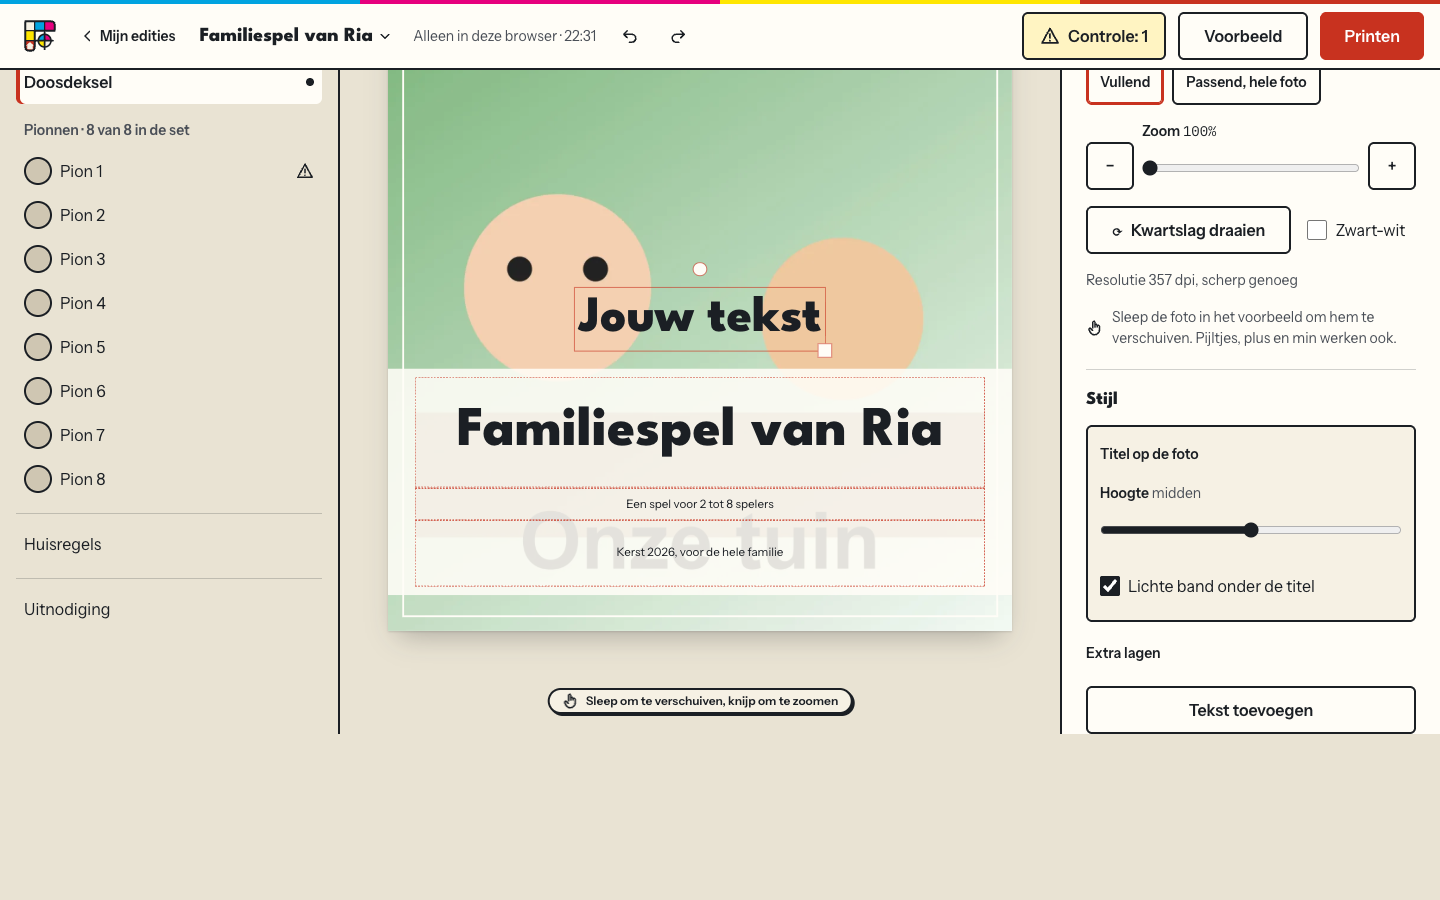 Mijn edities
Familiespel van Ria
Alleen in deze browser · 22:31
Controle: 1
Voorbeeld
Printen
Doosdeksel
Pionnen · 8 van 8 in de set
Pion 1
Pion 2
Pion 3
Pion 4
Pion 5
Pion 6
Pion 7
Pion 8
Huisregels
Uitnodiging
Jouw tekst
Familiespel van Ria
Een spel voor 2 tot 8 spelers
Onze tuin
Kerst 2026, voor de hele familie
Sleep om te verschuiven, knijp om te zoomen
Vullend
Passend, hele foto
Zoom 100%
−
+
Kwartslag draaien
Zwart-wit
Resolutie 357 dpi, scherp genoeg
Sleep de foto in het voorbeeld om hem te
verschuiven. Pijltjes, plus en min werken ook.
Stijl
Titel op de foto
Hoogte midden
Lichte band onder de titel
Extra lagen
Tekst toevoegen